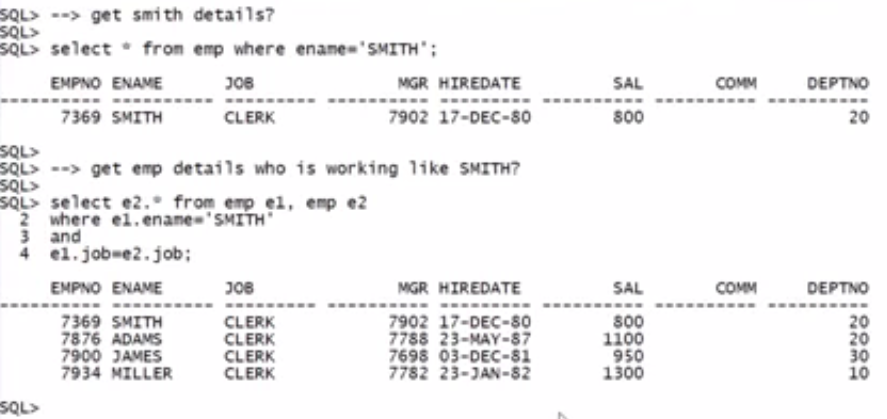 SQL> --> get smith details?
SQL>
SQL> select * from emp where ename='SMITH';
EMPNO ENAME JOB MGR HIREDATE SAL COMM DEPTNO
---------- ---------- --------- ---------- --------- ---------- ---------- ----------
7369 SMITH CLERK 7902 17-DEC-80 800 20
SQL>
SQL> --> get emp details who is working like SMITH?
SQL>
SQL> select e2.* from emp e1, emp e2
2 where e1.ename='SMITH'
3 and
4 e1.job=e2.job;
EMPNO ENAME JOB MGR HIREDATE SAL COMM DEPTNO
---------- ---------- --------- ---------- --------- ---------- ---------- ----------
7369 SMITH CLERK 7902 17-DEC-80 800 20
7876 ADAMS CLERK 7788 23-MAY-87 1100 20
7900 JAMES CLERK 7698 03-DEC-81 950 30
7934 MILLER CLERK 7782 23-JAN-82 1300 10
SQL>